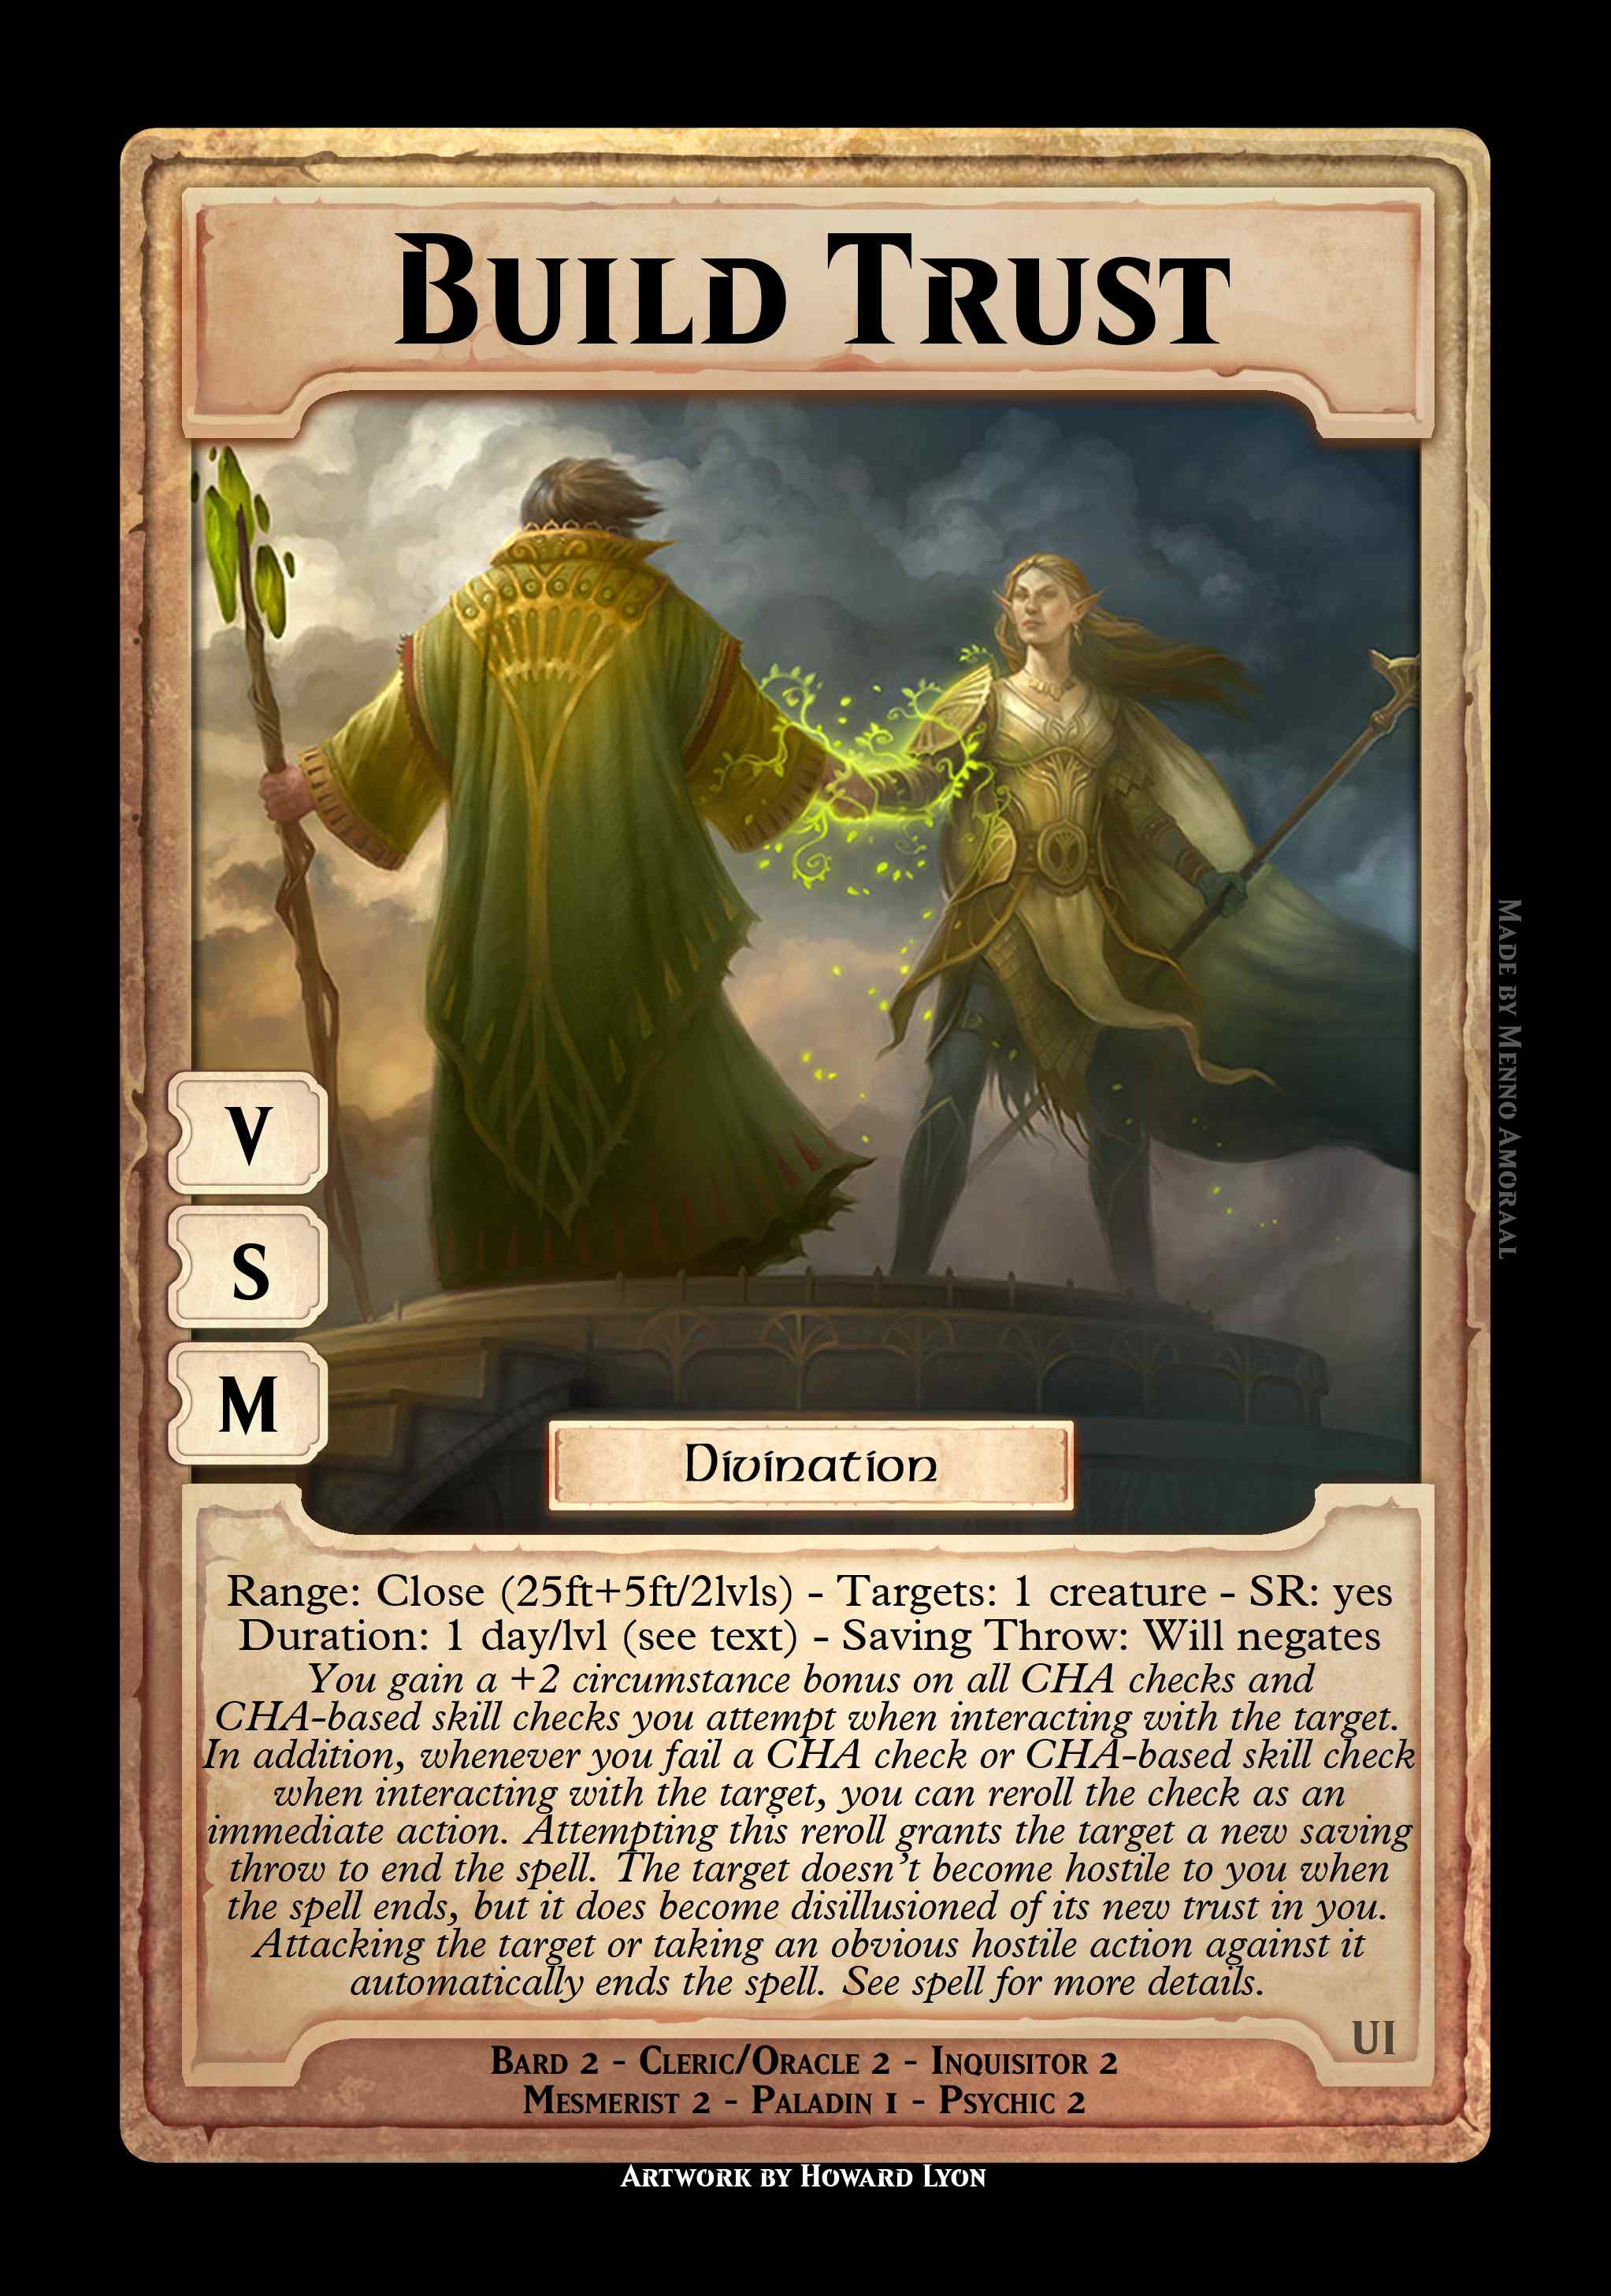 Build Trust
V
S
M
Divination
Range: Close (25ft+5ft/2lvls) - Targets: 1 creature - SR: yes
Duration: 1 day/lvl (see text) - Saving Throw: Will negates
You gain a +2 circumstance bonus on all CHA checks and
CHA-based skill checks you attempt when interacting with the target.
In addition, whenever you fail a CHA check or CHA-based skill check
when interacting with the target, you can reroll the check as an
immediate action. Attempting this reroll grants the target a new saving
throw to end the spell. The target doesn't become hostile to you when
the spell ends, but it does become disillusioned of its new trust in you.
Attacking the target or taking an obvious hostile action against it
automatically ends the spell. See spell for more details.
UI
Bard 2 - Cleric/Oracle 2 - Inquisitor 2
Mesmerist 2 - Paladin 1 - Psychic 2
Artwork by Howard Lyon
Made by Menno Amoraal